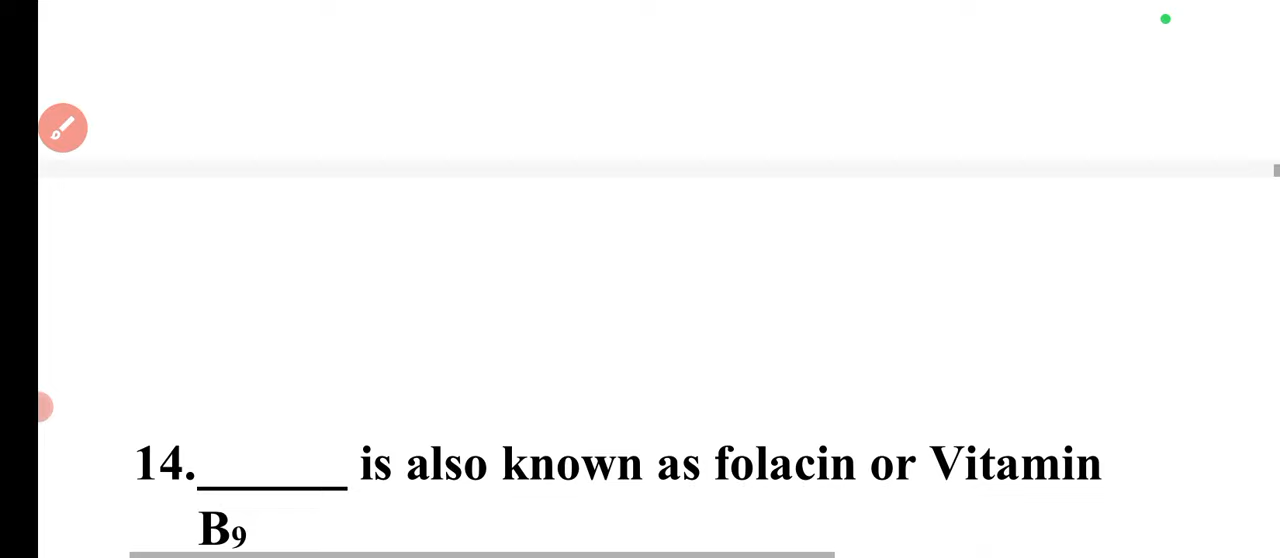 14.______ is also known as folacin or Vitamin
B₉